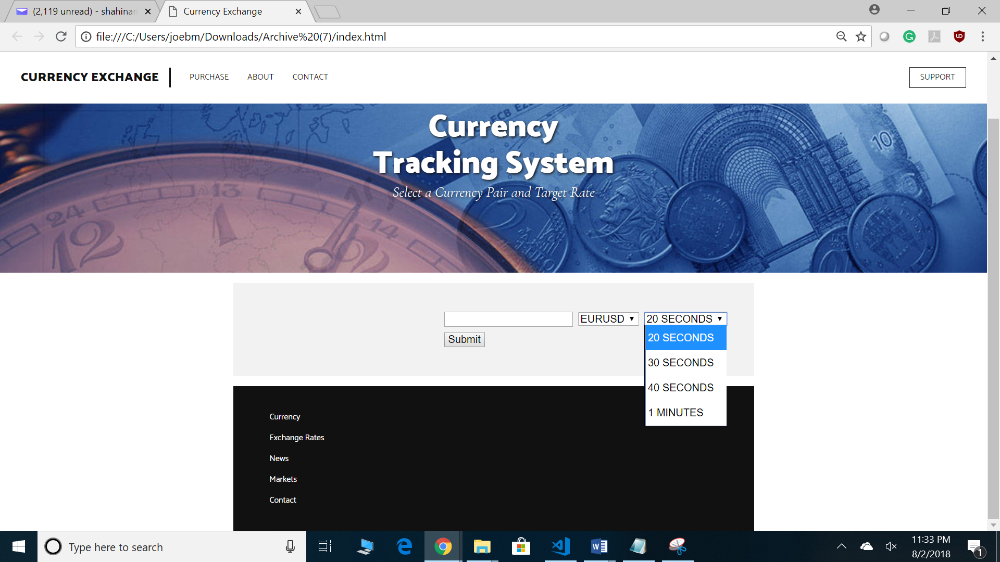 (2,119 unread) - shahinan
Currency Exchange
file:///C:/Users/joebm/Downloads/Archive%20(7)/index.html
CURRENCY EXCHANGE
PURCHASE
ABOUT
CONTACT
SUPPORT
Currency
Tracking System
Select a Currency Pair and Target Rate
EURUSD
20 SECONDS
Submit
20 SECONDS
30 SECONDS
40 SECONDS
1 MINUTES
Currency
Exchange Rates
News
Markets
Contact
Type here to search
11:33 PM
8/2/2018
1